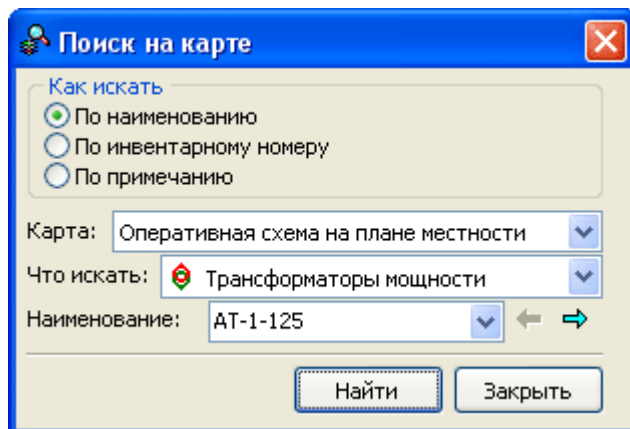 Поиск на карте
Как искать
По наименованию
По инвентарному номеру
По примечанию
Карта: Оперативная схема на плане местности
Что искать: Трансформаторы мощности
Наименование: АТ-1-125
Найти Закрыть